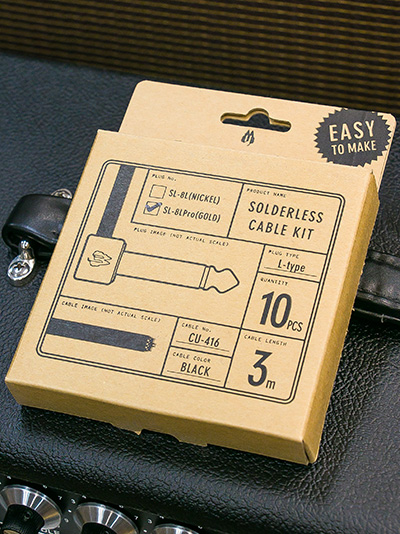 EASY
TO MAKE
PLUG NO.
SL-8L(NICKEL)
SL-8LPro(GOLD)
PRODUCT NAME
SOLDERLESS
CABLE KIT
PLUG IMAGE (NOT ACTUAL SCALE)
PLUG TYPE
L-type
QUANTITY
10PCS
CABLE IMAGE (NOT ACTUAL SCALE)
CABLE NO.
CU-416
CABLE COLOR
BLACK
CABLE LENGTH
3m